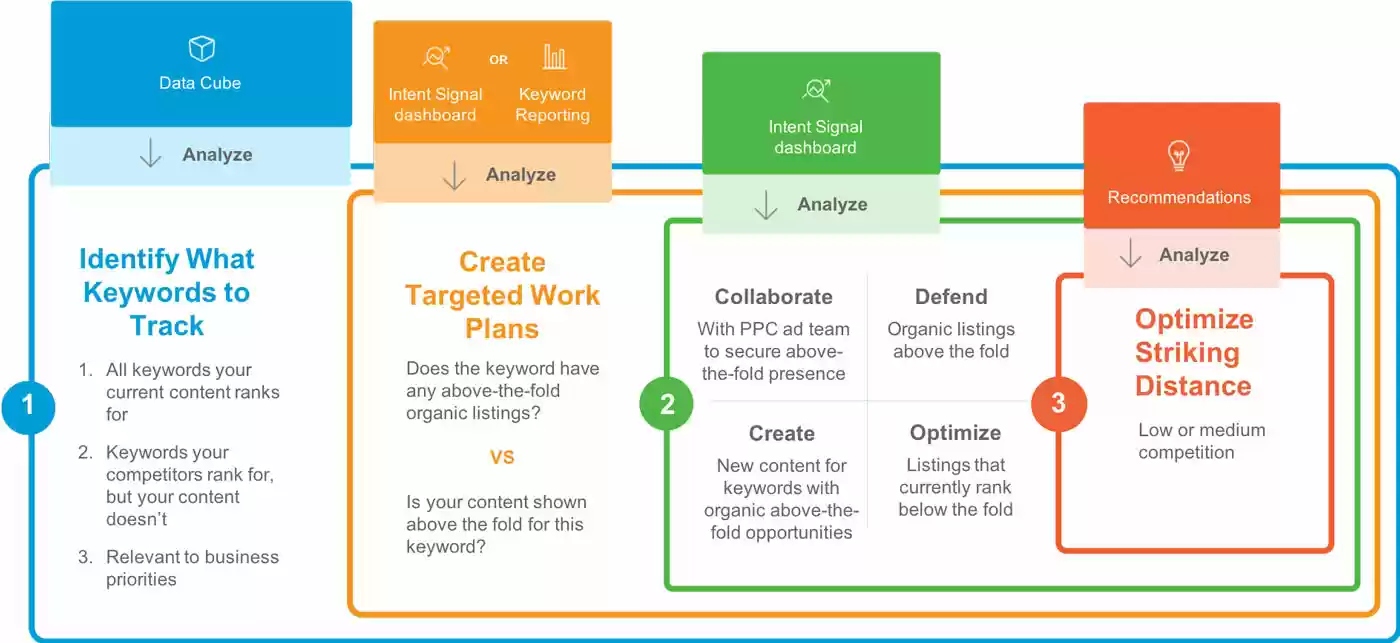 Data Cube
Analyze
Identify What
Keywords to
Track
1. All keywords your
current content ranks
for
2. Keywords your
competitors rank for,
but your content
doesn’t
3. Relevant to business
priorities
1
Intent Signal
dashboard
OR
Keyword
Reporting
Analyze
Create
Targeted Work
Plans
Does the keyword have
any above-the-fold
organic listings?
VS
Is your content shown
above the fold for this
keyword?
Intent Signal
dashboard
Analyze
2
Collaborate
With PPC ad team
to secure above-
the-fold presence
Defend
Organic listings
above the fold
Create
New content for
keywords with
organic above-the-
fold opportunities
Optimize
Listings that
currently rank
below the fold
Recommendations
Analyze
3
Optimize
Striking
Distance
Low or medium
competition